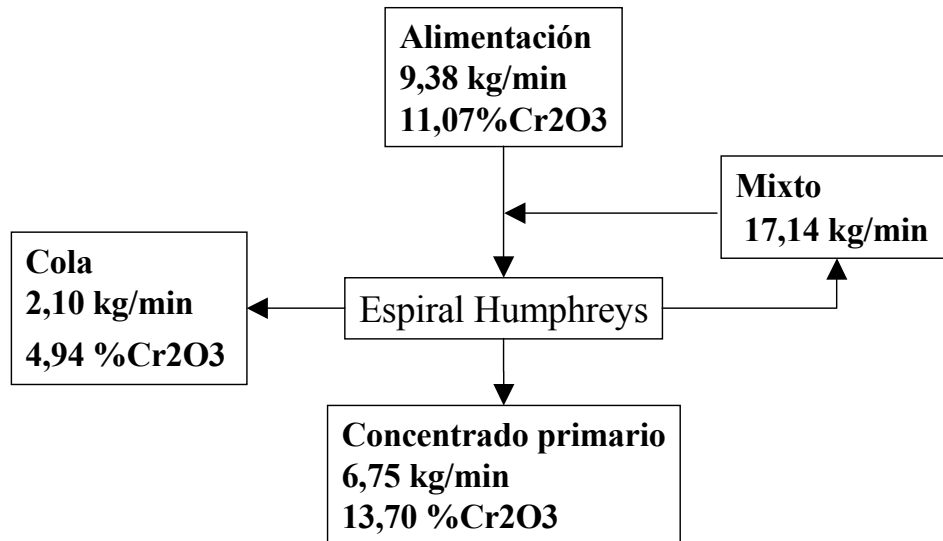 Alimentación
9,38 kg/min
11,07%Cr2O3
Mixto
17,14 kg/min
Cola
2,10 kg/min
4,94 %Cr2O3
Espiral Humphreys
Concentrado primario
6,75 kg/min
13,70 %Cr2O3